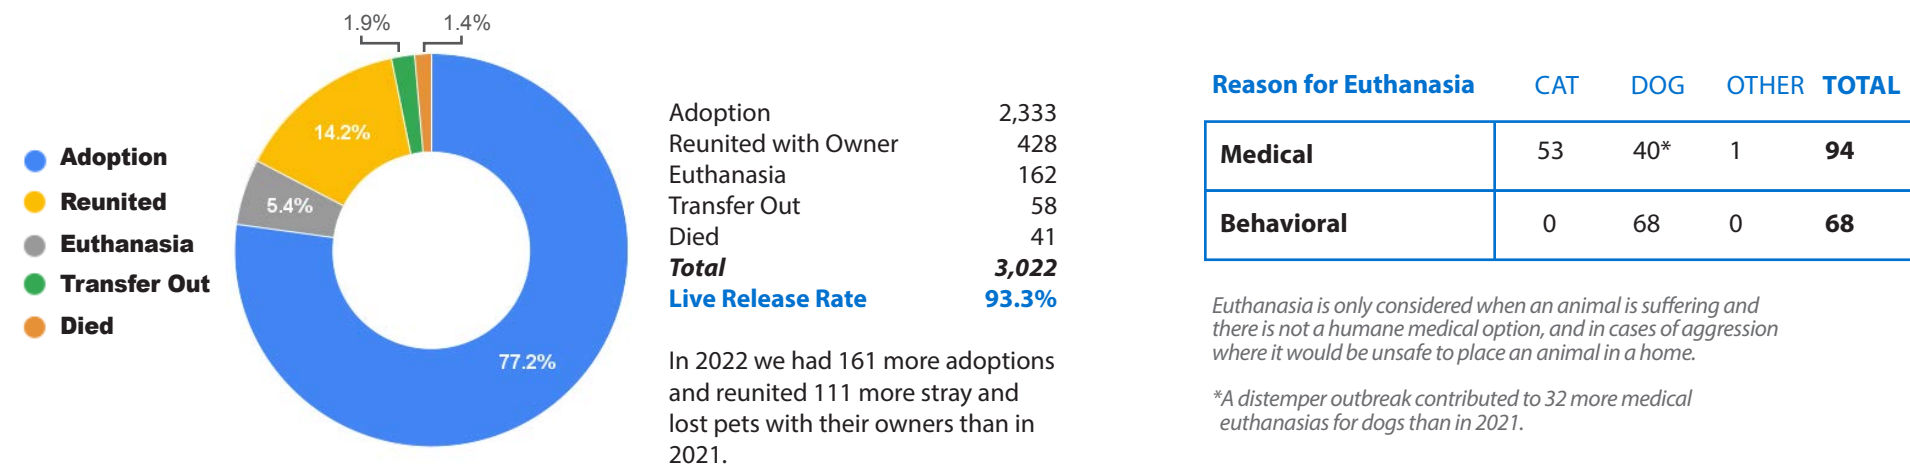 1.9% 1.4%
14.2%
5.4%
77.2%
Adoption
Reunited
Euthanasia
Transfer Out
Died
Adoption 2,333
Reunited with Owner 428
Euthanasia 162
Transfer Out 58
Died 41
Total 3,022
Live Release Rate 93.3%
In 2022 we had 161 more adoptions
and reunited 111 more stray and
lost pets with their owners than in
2021.
Reason for Euthanasia CAT DOG OTHER TOTAL
Medical 53 40* 1 94
Behavioral 0 68 0 68
Euthanasia is only considered when an animal is suffering and
there is not a humane medical option, and in cases of aggression
where it would be unsafe to place an animal in a home.
*A distemper outbreak contributed to 32 more medical
euthanasias for dogs than in 2021.